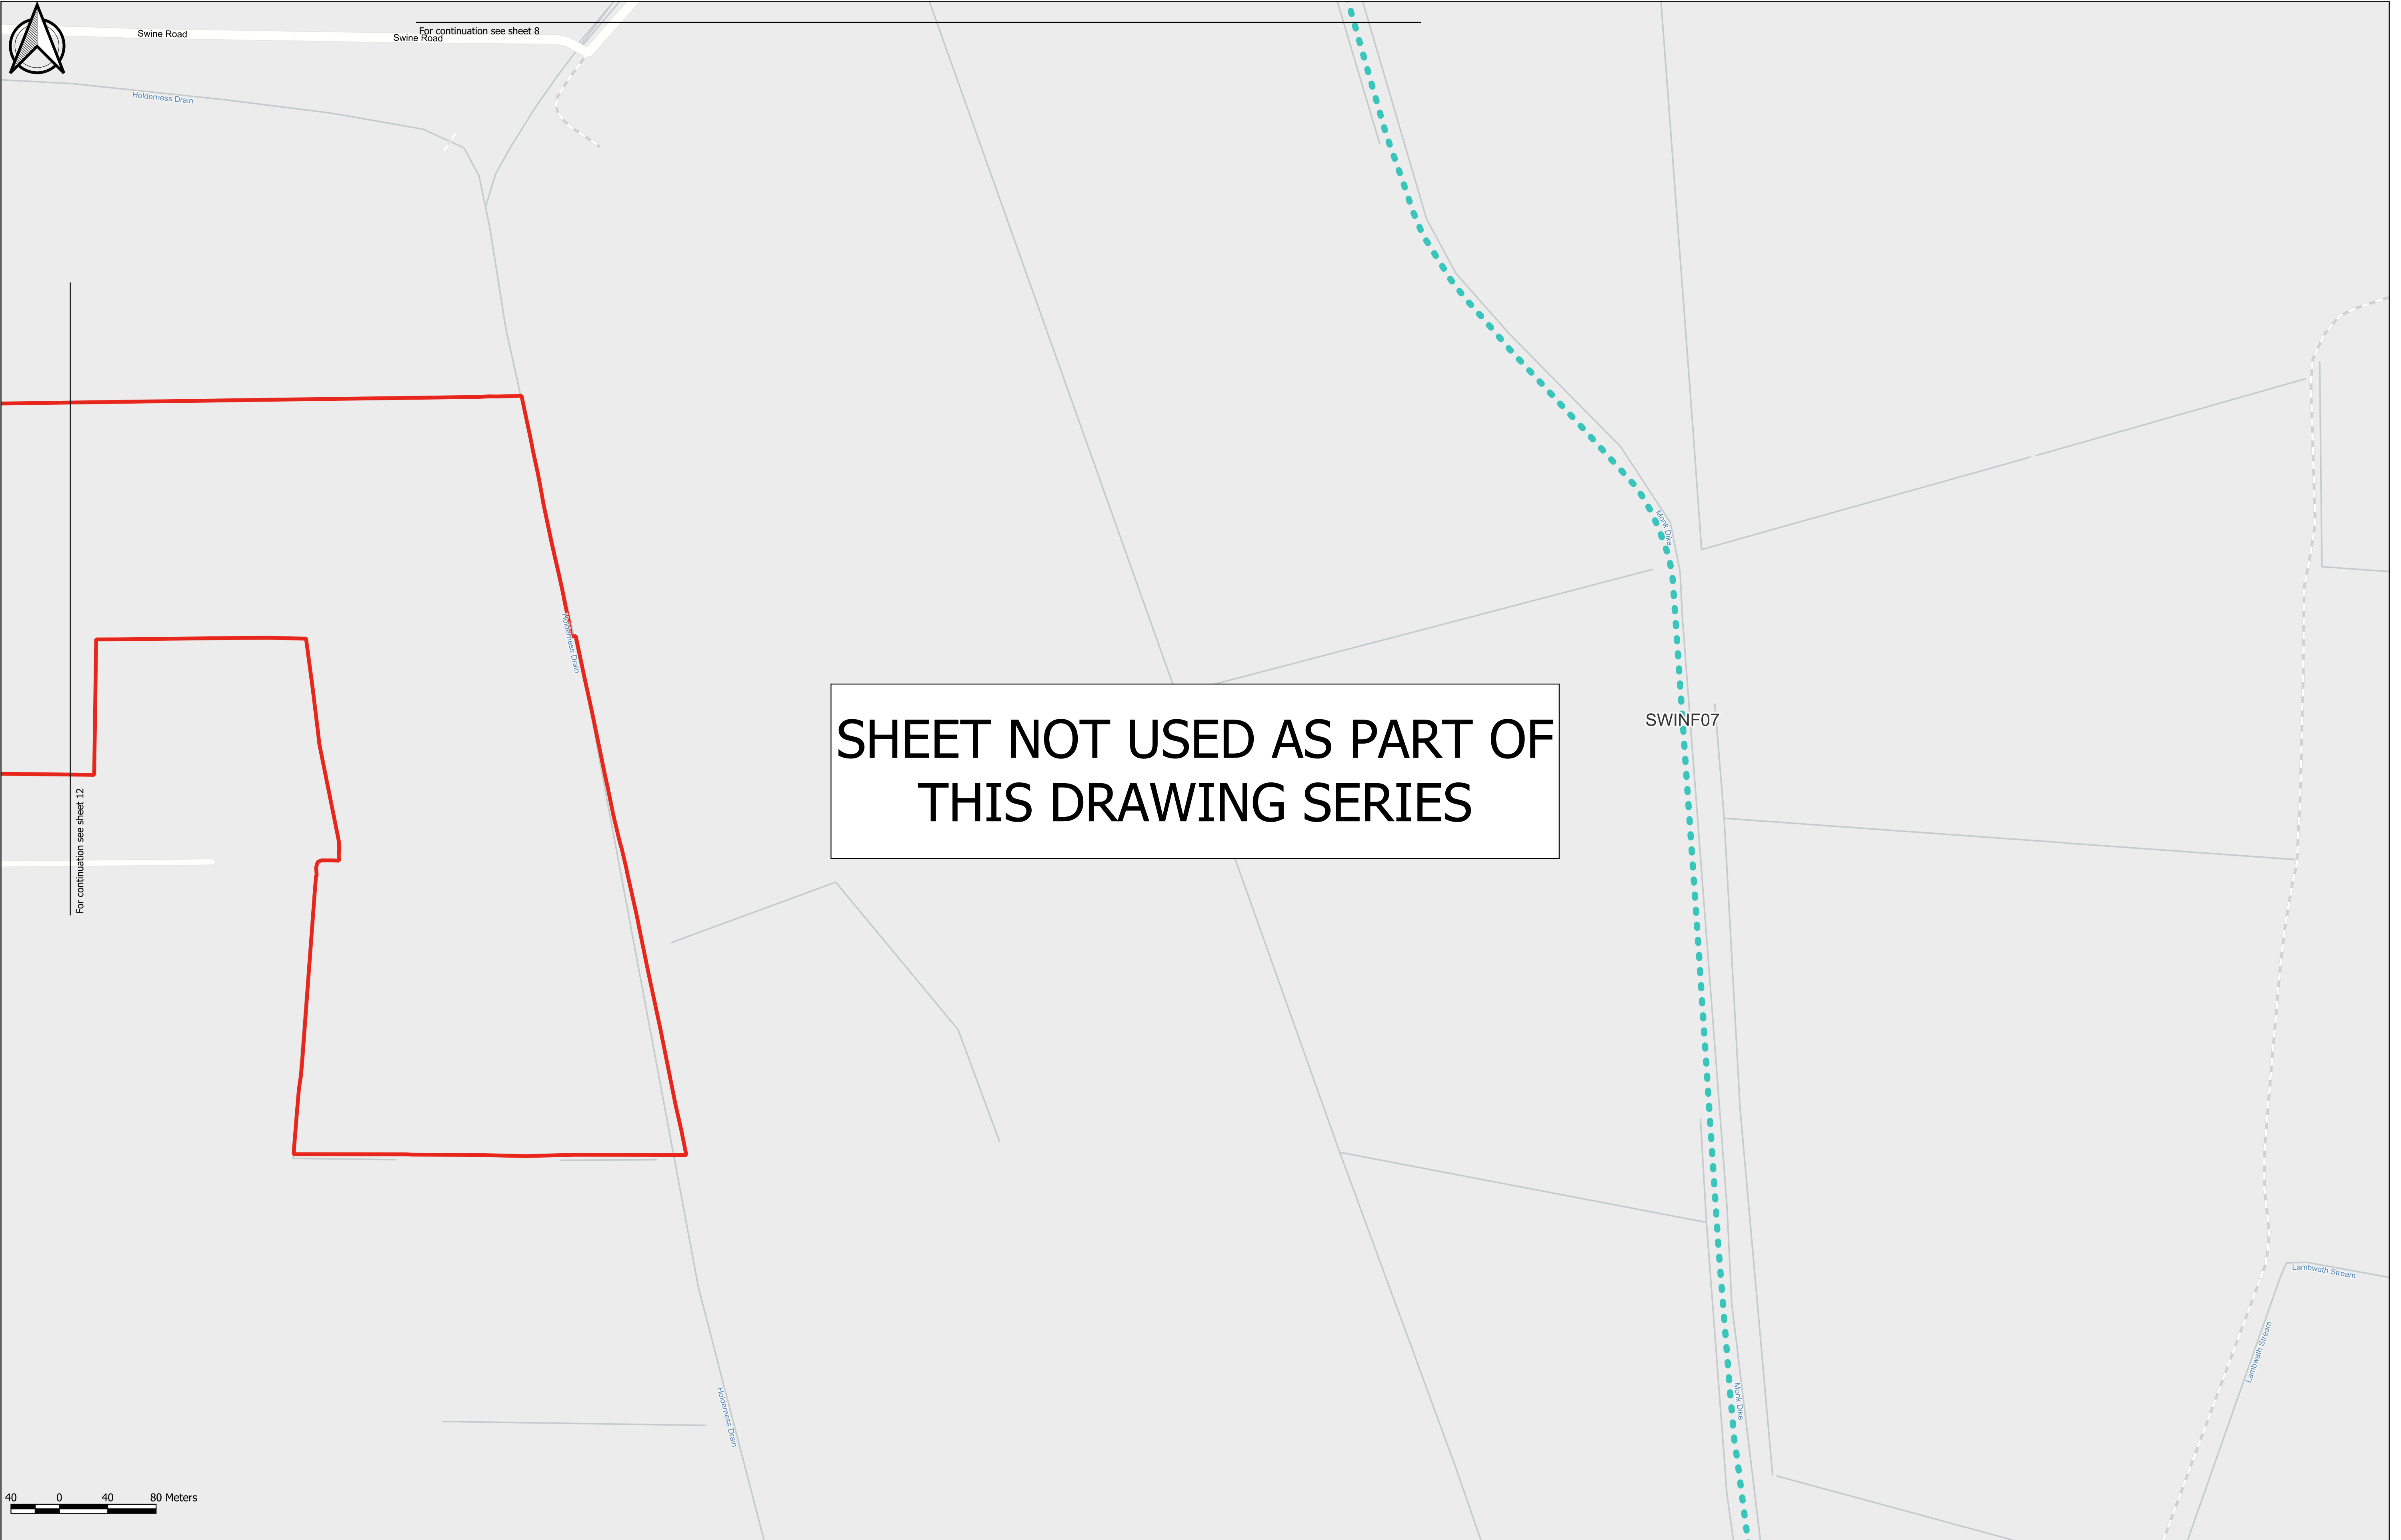 For continuation see sheet 8
Swine Road
Swine Road
Holderness Drain
Monk Dike
Holderness Drain
SHEET NOT USED AS PART OF
THIS DRAWING SERIES
SWINF07
For continuation see sheet 12
Lambwath Stream
Lambwath Stream
Holderness Drain
Monk Dike
40 0 40 80 Meters